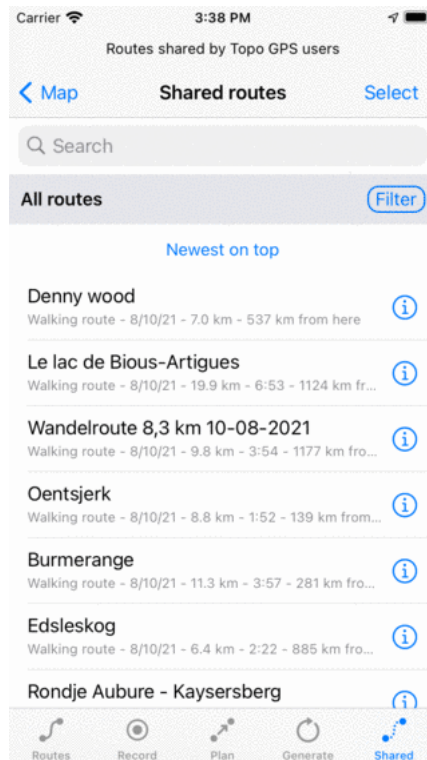 Carrier 3:38 PM
Routes shared by Topo GPS users
Map Shared routes Select
Search
All routes Filter
Newest on top
Denny wood
Walking route - 8/10/21 - 7.0 km - 537 km from here
Le lac de Bious-Artigues
Walking route - 8/10/21 - 19.9 km - 6:53 - 1124 km fr...
Wandelroute 8,3 km 10-08-2021
Walking route - 8/10/21 - 9.8 km - 3:54 - 1177 km fro...
Oentsjerk
Walking route - 8/10/21 - 8.8 km - 1:52 - 139 km from...
Burmerange
Walking route - 8/10/21 - 11.3 km - 3:57 - 281 km fro...
Edsleskog
Walking route - 8/10/21 - 6.4 km - 2:22 - 885 km fro...
Rondje Aubure - Kaysersberg
Routes Record Plan Generate Shared